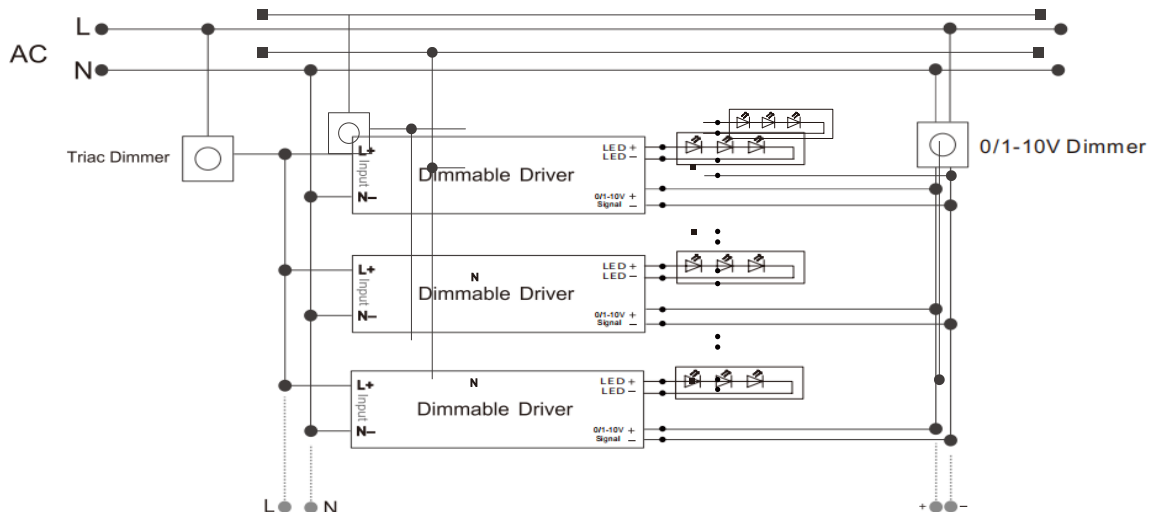 L
AC
N
Triac Dimmer
0/1-10V Dimmer
L+
Input
N–
Dimmable Driver
LED +
LED –
0/1-10V +
Signal –
L+
Input
N–
N
Dimmable Driver
LED +
LED –
0/1-10V +
Signal –
L+
Input
N–
N
Dimmable Driver
LED +
LED –
0/1-10V +
Signal –
L
N
+
–